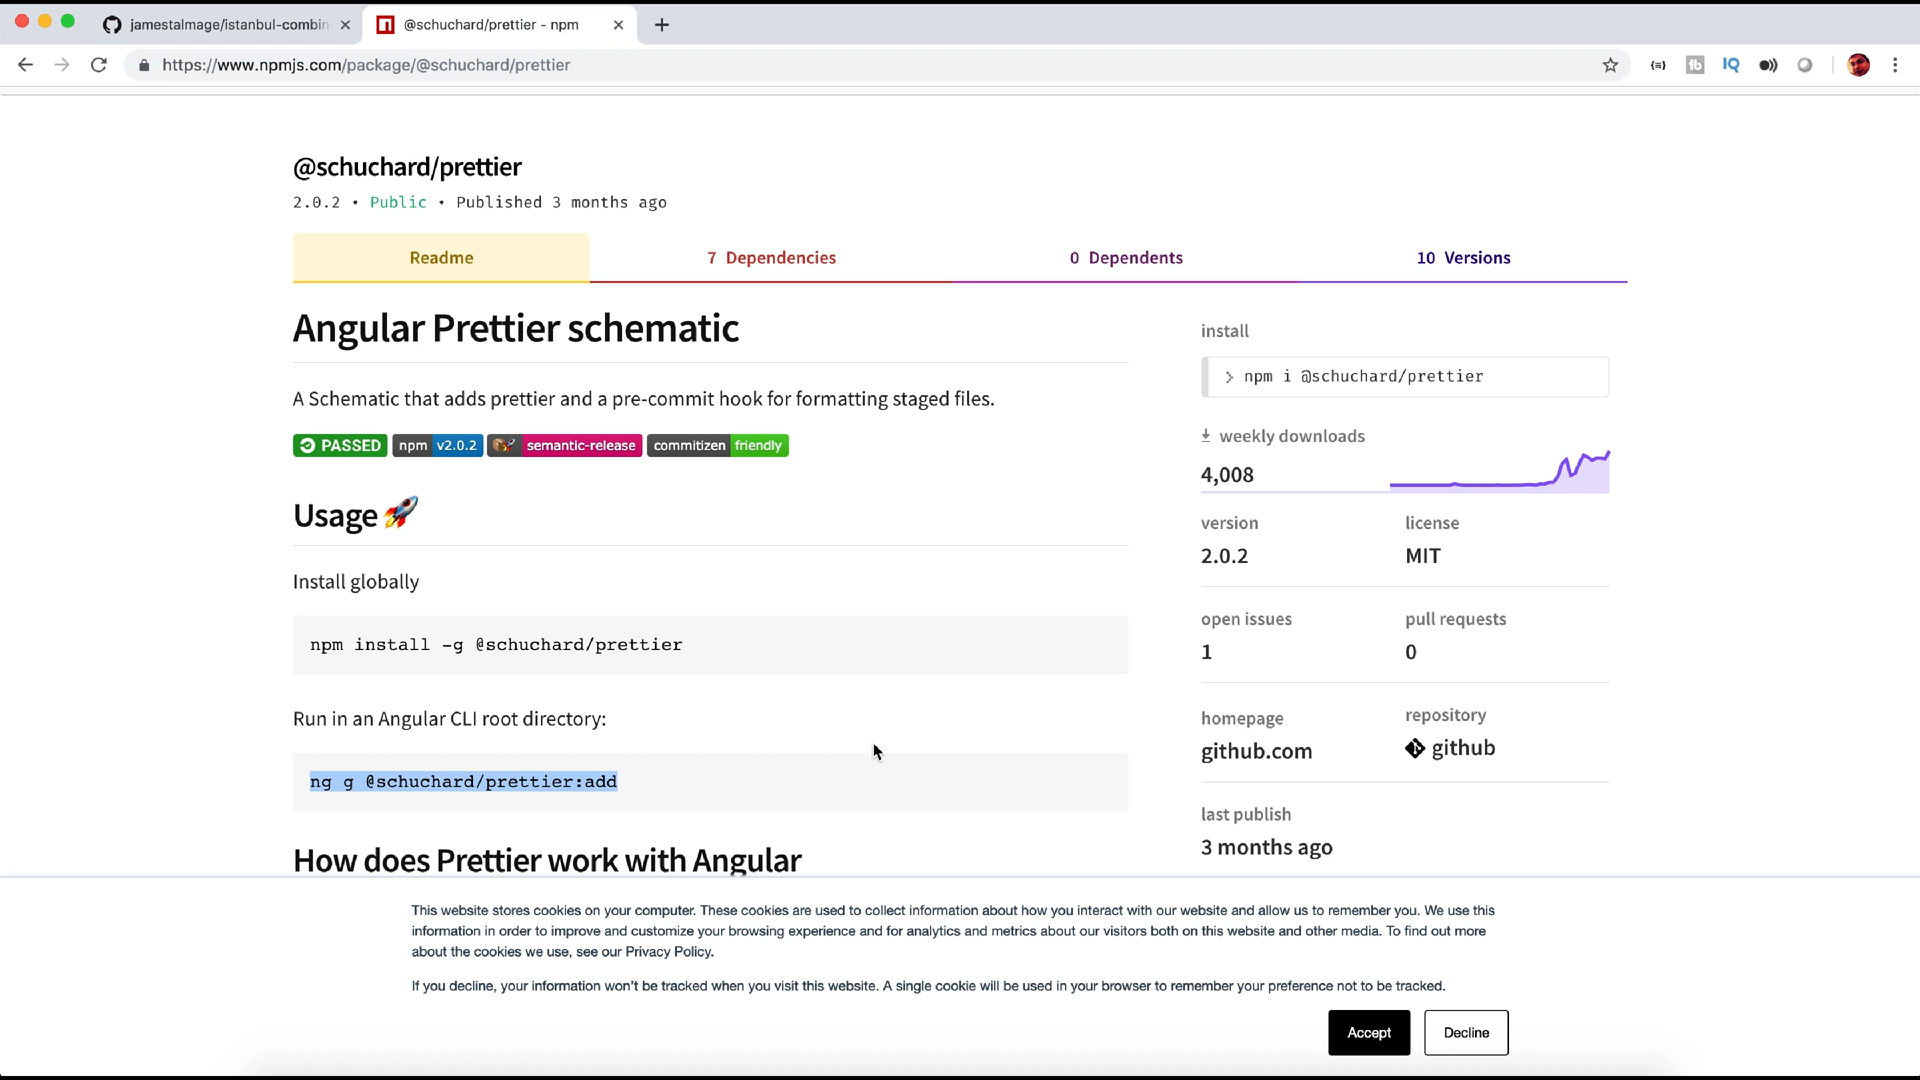 jamestalmage/istanbul-combin
@schuchard/prettier - npm
https://www.npmjs.com/package/@schuchard/prettier
@schuchard/prettier
2.0.2 • Public • Published 3 months ago
Readme
7 Dependencies
0 Dependents
10 Versions
Angular Prettier schematic
A Schematic that adds prettier and a pre-commit hook for formatting staged files.
PASSED npm v2.0.2 semantic-release commitizen friendly
Usage 🚀
Install globally
npm install -g @schuchard/prettier
Run in an Angular CLI root directory:
ng g @schuchard/prettier:add
How does Prettier work with Angular
install
> npm i @schuchard/prettier
weekly downloads
4,008
version
license
2.0.2
MIT
open issues
pull requests
1
0
homepage
repository
github.com
github
last publish
3 months ago
This website stores cookies on your computer. These cookies are used to collect information about how you interact with our website and allow us to remember you. We use this
information in order to improve and customize your browsing experience and for analytics and metrics about our visitors both on this website and other media. To find out more
about the cookies we use, see our Privacy Policy.
If you decline, your information won't be tracked when you visit this website. A single cookie will be used in your browser to remember your preference not to be tracked.
Accept
Decline